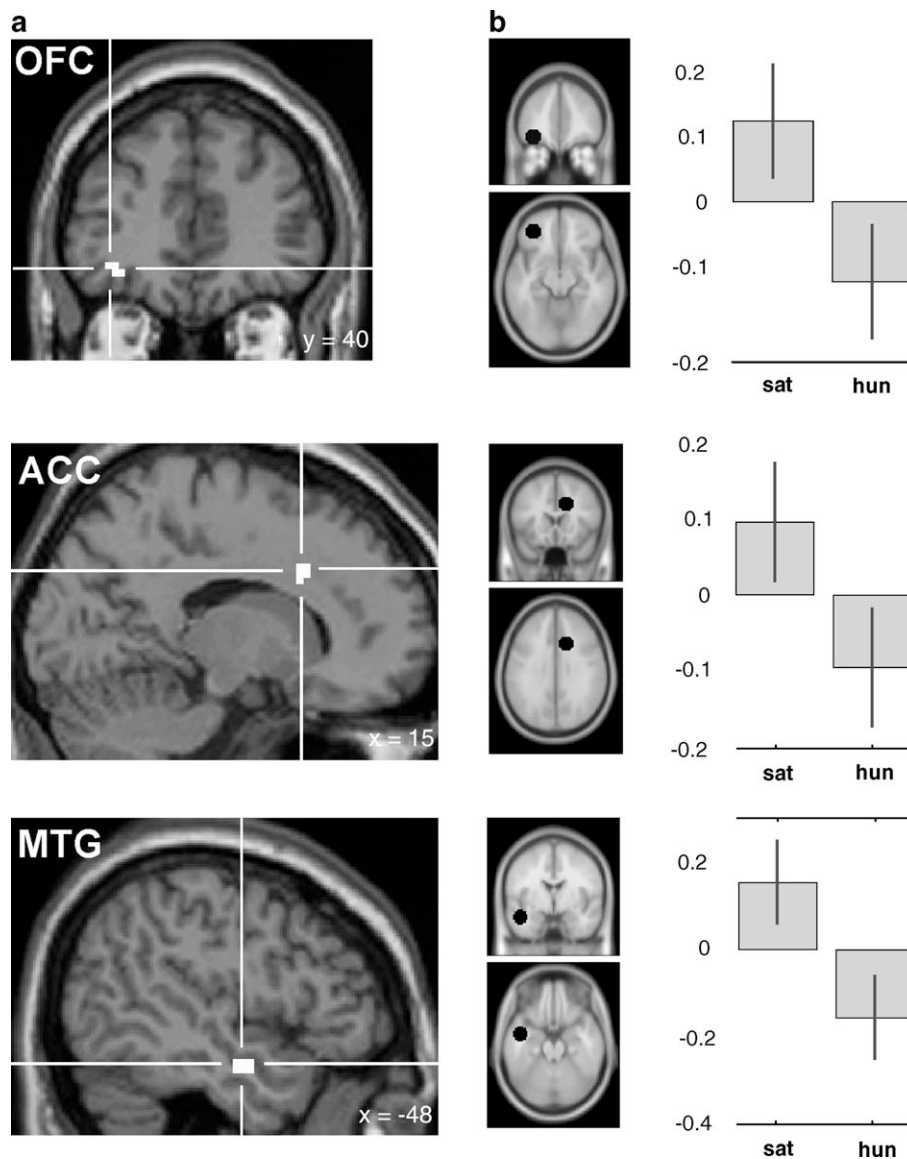 a
b
OFC
y = 40
0.2
0.1
0
-0.1
-0.2
sat hun
ACC
x = 15
0.2
0.1
0
-0.1
-0.2
sat hun
MTG
x = -48
0.2
0
-0.2
-0.4
sat hun